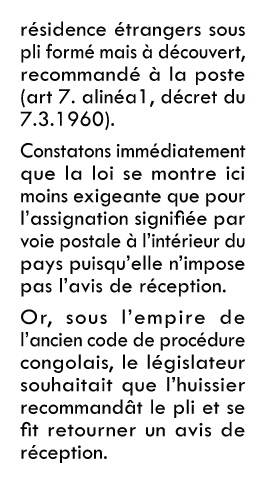 résidence étrangers sous
pli formé mais à découvert,
recommandé à la poste
(art 7. alinéa1, décret du
7.3.1960).
Constatons immédiatement
que la loi se montre ici
moins exigeante que pour
l'assignation signifiée par
voie postale à l'intérieur du
pays puisqu'elle n'impose
pas l'avis de réception.
Or, sous l'empire de
l'ancien code de procédure
congolais, le législateur
souhaitait que l'huissier
recommandât le pli et se
fit retourner un avis de
réception.